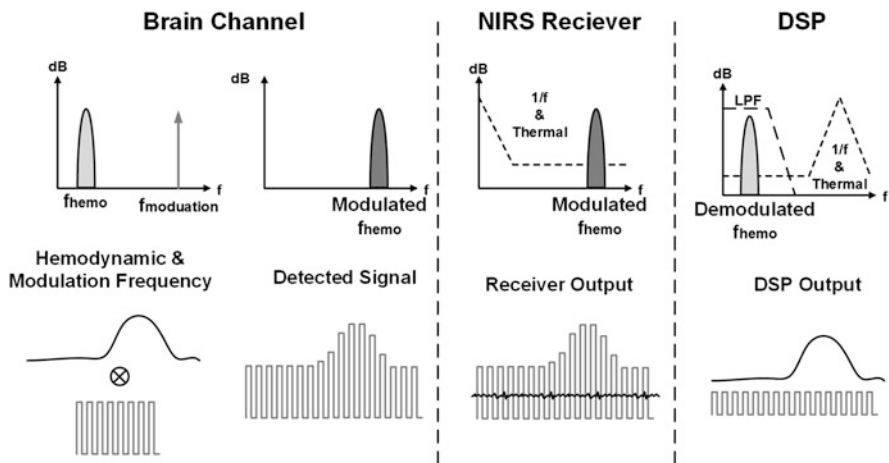 Brain Channel
NIRS Reciever
DSP
dB
fhemo
fmoduation
f
dB
f
Modulated
fhemo
dB
1/f
&
Thermal
f
Modulated
fhemo
dB
LPF
1/f
&
Thermal
f
Demodulated
fhemo
Hemodynamic &
Modulation Frequency
Detected Signal
Receiver Output
DSP Output